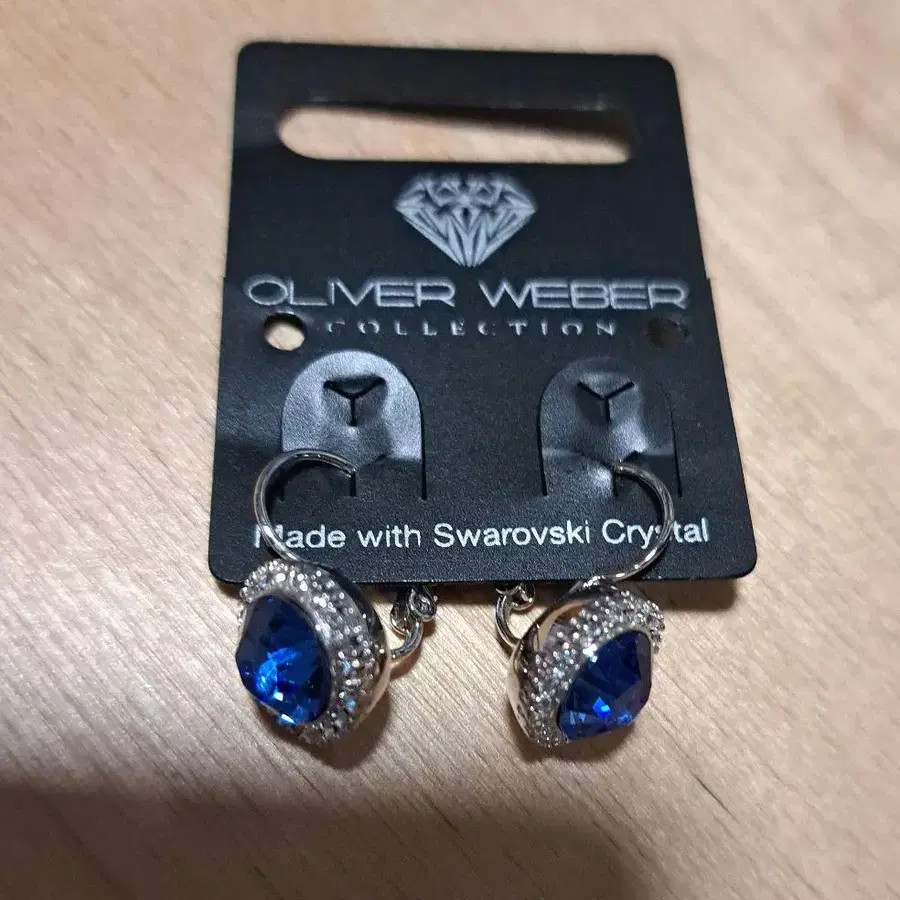 OLIVER WEBER
COLLECTION
Made with Swarovski Crystal